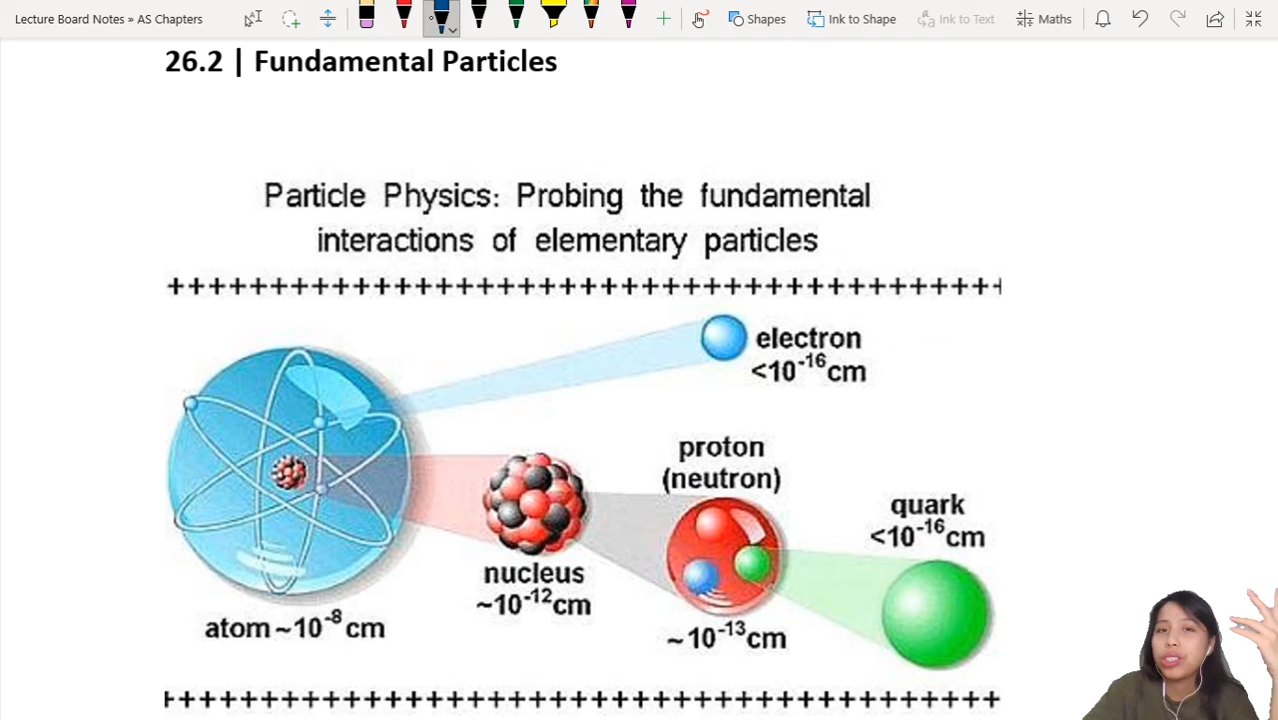 Lecture Board Notes » AS Chapters
Shapes
Ink to Shape
Ink to Text
Maths
26.2 | Fundamental Particles
Particle Physics: Probing the fundamental
interactions of elementary particles
+++++++++++++++++++++++++++++++++++++++++
electron
<10⁻¹⁶cm
proton
(neutron)
quark
<10⁻¹⁶cm
nucleus
~10⁻¹²cm
atom ~10⁻⁸ cm
~10⁻¹³cm
+++++++++++++++++++++++++++++++++++++++++